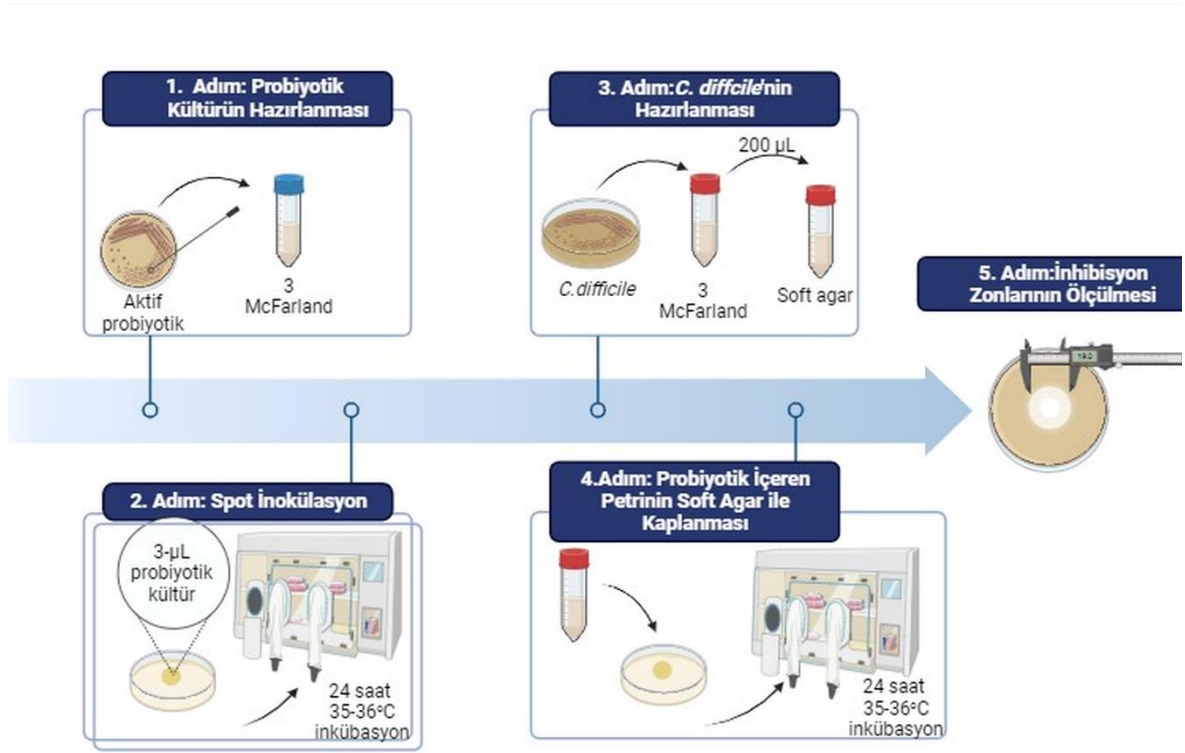 1. Adım: Probiyotik
Kültürün Hazırlanması
Aktif
probiyotik
3
McFarland
2. Adım: Spot İnokülasyon
3-µL
probiyotik
kültür
24 saat
35-36°C
inkübasyon
3. Adım:C. diffcile'nin
Hazırlanması
200 µL
C.difficile
3
McFarland
Soft agar
4.Adım: Probiyotik İçeren
Petrinin Soft Agar ile
Kaplanması
24 saat
35-36°C
inkübasyon
5. Adım:İnhibisyon
Zonlarının Ölçülmesi